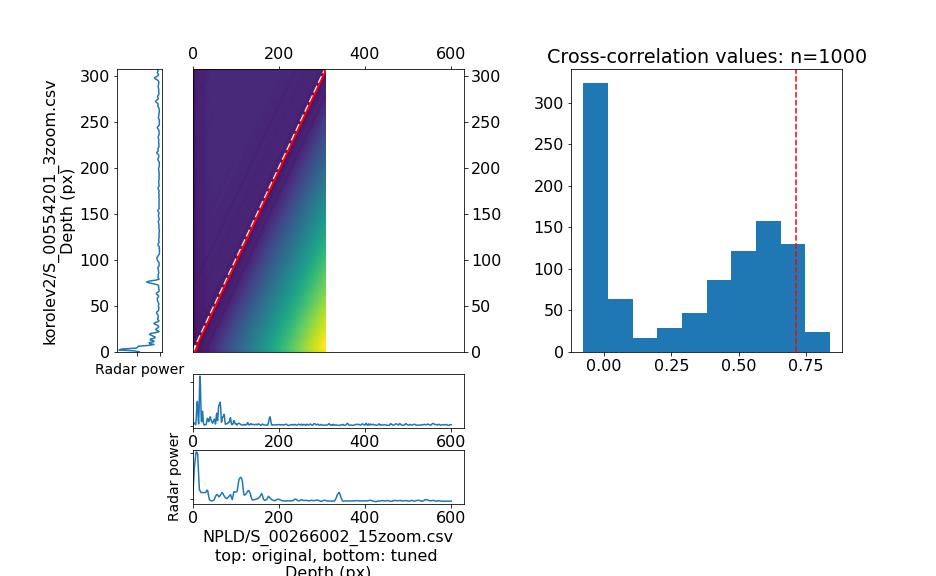 0 200 400 600
Cross-correlation values: n=1000
korolev2/S_00554201_3zoom.csv
Depth (px)
300
250
200
150
100
50
0
300
250
200
150
100
50
0
Radar power
300
250
200
150
100
50
0
0.00 0.25 0.50 0.75
0 200 400 600
Radar power
0 200 400 600
NPLD/S_00266002_15zoom.csv
top: original, bottom: tuned
Depth (px)